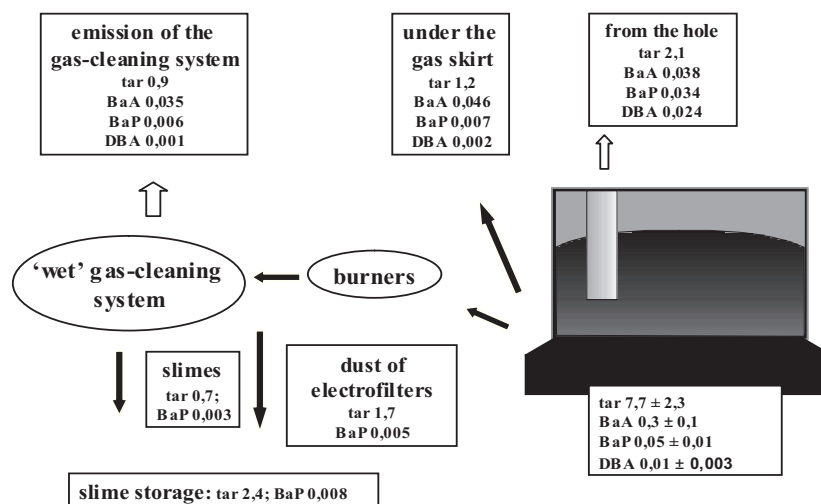 emission of the
gas-cleaning system
tar 0,9
BaA 0,035
BaP 0,006
DBA 0,001
under the
gas skirt
tar 1,2
BaA 0,046
BaP 0,007
DBA 0,002
from the hole
tar 2,1
BaA 0,038
BaP 0,034
DBA 0,024
‘wet’ gas-cleaning
system
burners
slimes
tar 0,7;
BaP 0,003
dust of
electrofilters
tar 1,7
BaP 0,005
tar 7,7 ± 2,3
BaA 0,3 ± 0,1
BaP 0,05 ± 0,01
DBA 0,01 ± 0,003
slime storage: tar 2,4; BaP 0,008